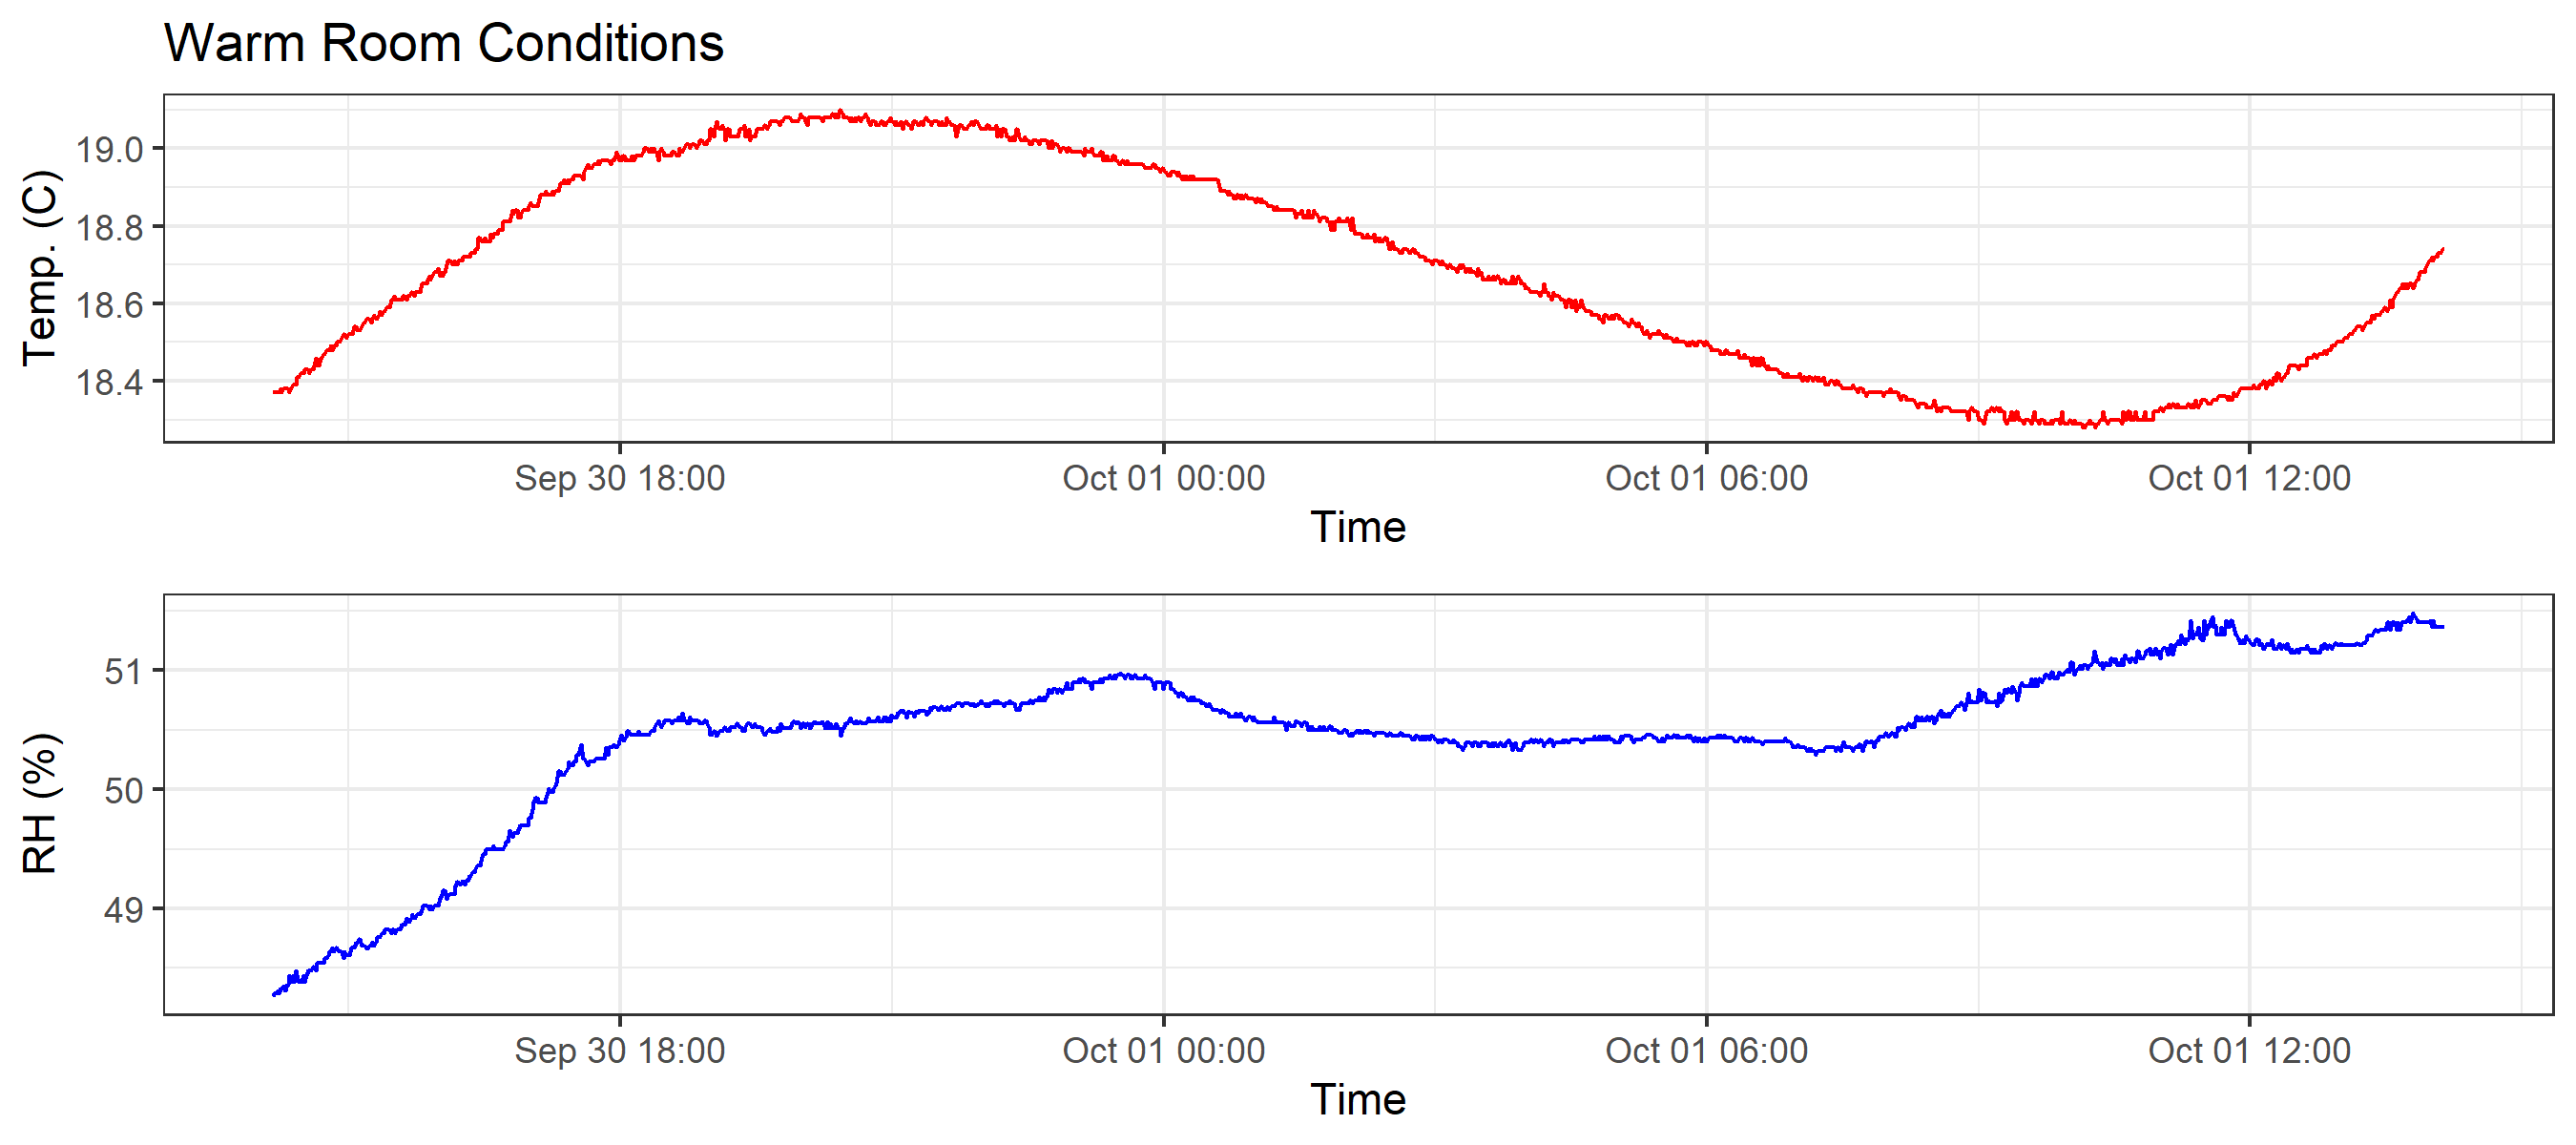 Warm Room Conditions
Temp. (C)
19.0
18.8
18.6
18.4
Sep 30 18:00 Oct 01 00:00 Oct 01 06:00 Oct 01 12:00
Time
RH (%)
51
50
49
Sep 30 18:00 Oct 01 00:00 Oct 01 06:00 Oct 01 12:00
Time